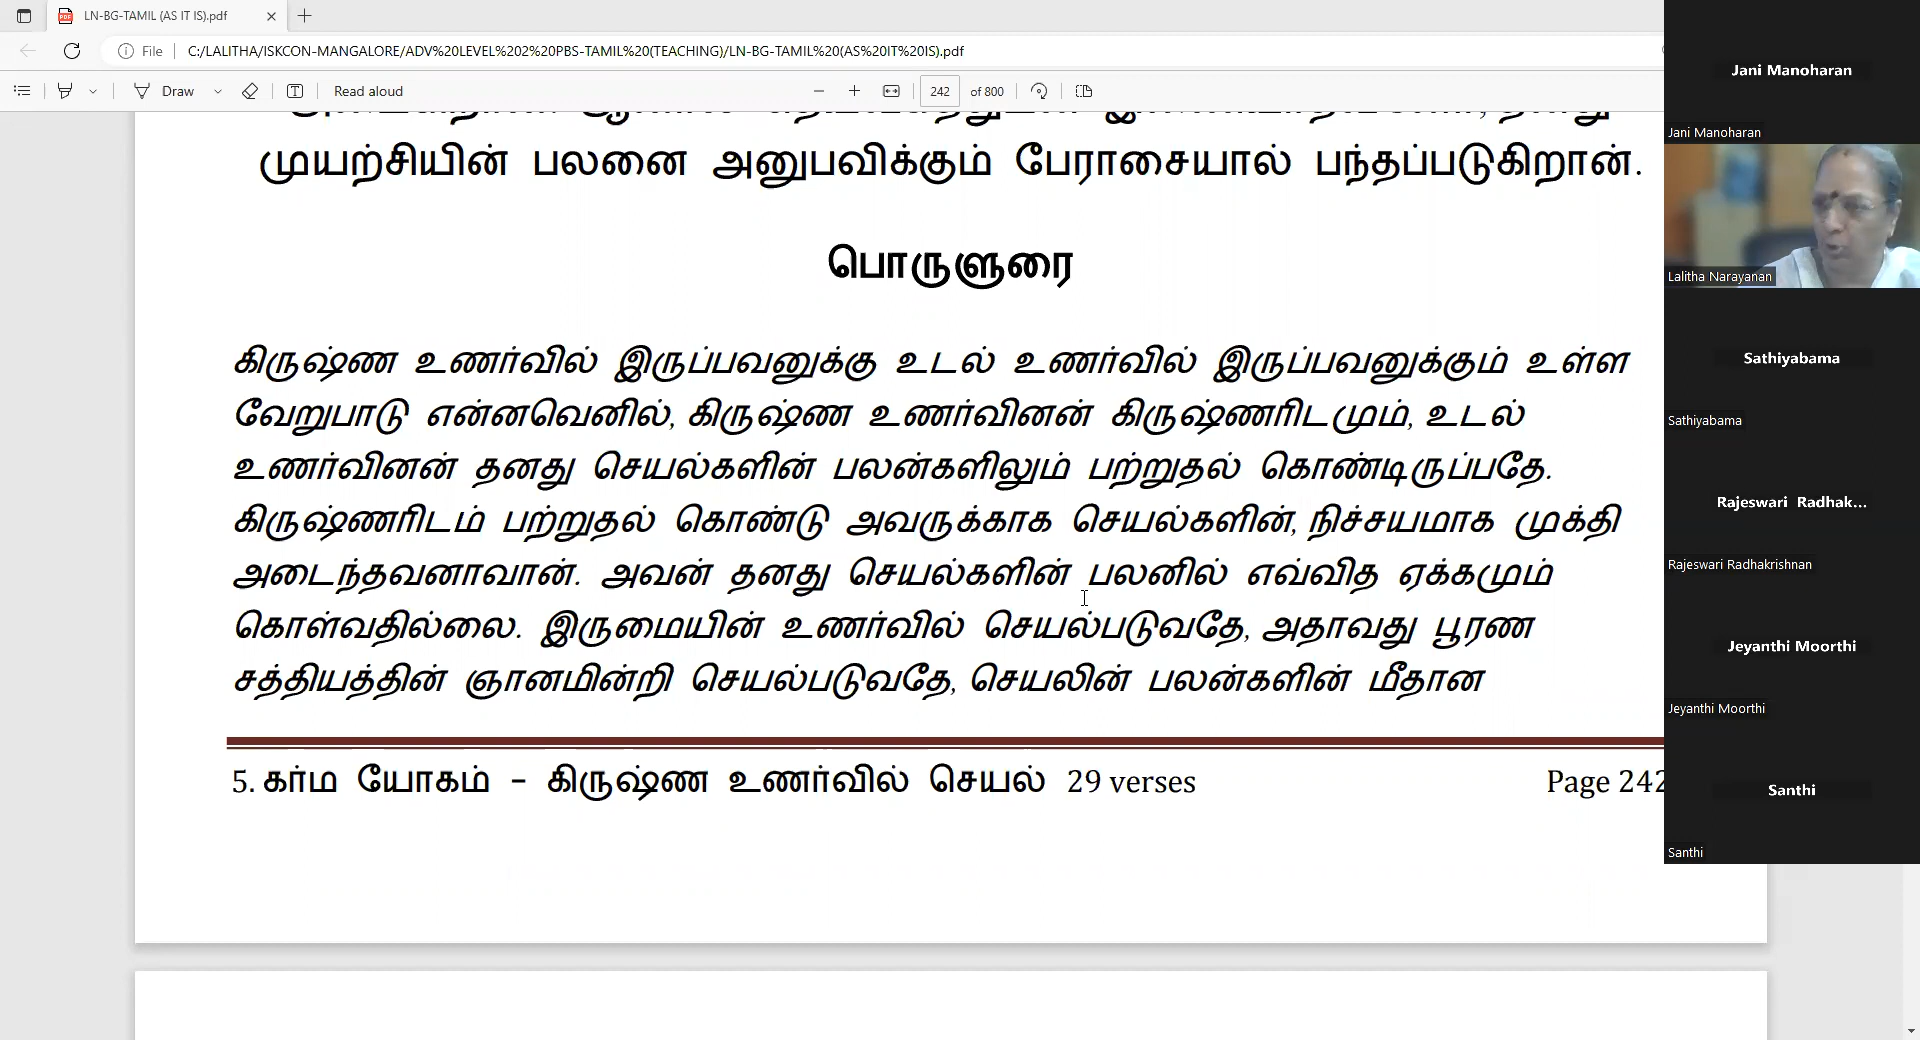 LN-BG-TAMIL (AS IT IS).pdf
File C:/LALITHA/ISKCON-MANGALORE/ADV%20LEVEL%202%20PBS-TAMIL%20(TEACHING)/LN-BG-TAMIL%20(AS%20IT%20IS).pdf
Draw Read aloud 242 of 800
முயற்சியின் பலனை அனுபவிக்கும் பேராசையால் பந்தப்படுகிறான்.
பொருளுரை
கிருஷ்ண உணர்வில் இருப்பவனுக்கு உடல் உணர்வில் இருப்பவனுக்கும் உள்ள
வேறுபாடு என்னவெனில், கிருஷ்ண உணர்வினன் கிருஷ்ணரிடமும், உடல்
உணர்வினன் தனது செயல்களின் பலன்களிலும் பற்றுதல் கொண்டிருப்பதே.
கிருஷ்ணரிடம் பற்றுதல் கொண்டு அவருக்காக செயல்களின், நிச்சயமாக முக்தி
அடைந்தவனாவான். அவன் தனது செயல்களின் பலனில் எவ்வித ஏக்கமும்
கொள்வதில்லை. இருமையின் உணர்வில் செயல்படுவதே, அதாவது பூரண
சத்தியத்தின் ஞானமின்றி செயல்படுவதே, செயலின் பலன்களின் மீதான
5. கர்ம யோகம் – கிருஷ்ண உணர்வில் செயல் 29 verses Page 242
Jani Manoharan
Jani Manoharan
Lalitha Narayanan
Sathiyabama
Sathiyabama
Rajeswari Radhak...
Rajeswari Radhakrishnan
Jeyanthi Moorthi
Jeyanthi Moorthi
Santhi
Santhi